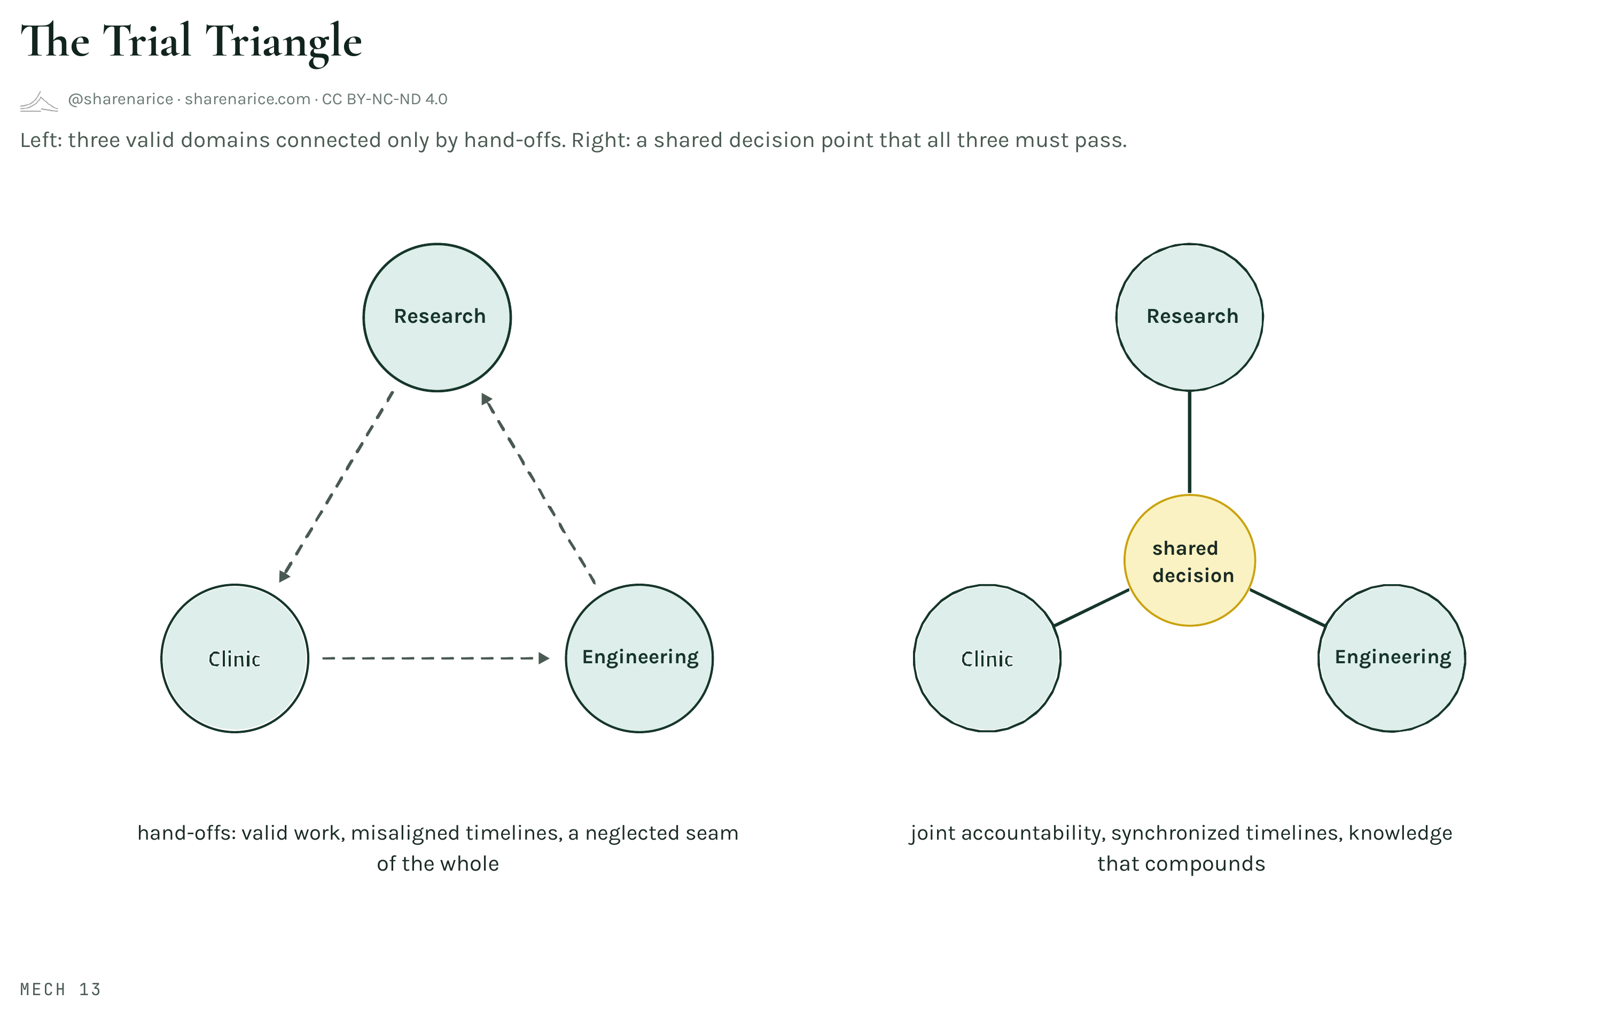 The Trial Triangle
@sharenarice · sharenarice.com · CC BY-NC-ND 4.0
Left: three valid domains connected only by hand-offs. Right: a shared decision point that all three must pass.
Research
Clinic
Engineering
hand-offs: valid work, misaligned timelines, a neglected seam
of the whole
Research
shared
decision
Clinic
Engineering
joint accountability, synchronized timelines, knowledge
that compounds
MECH 13